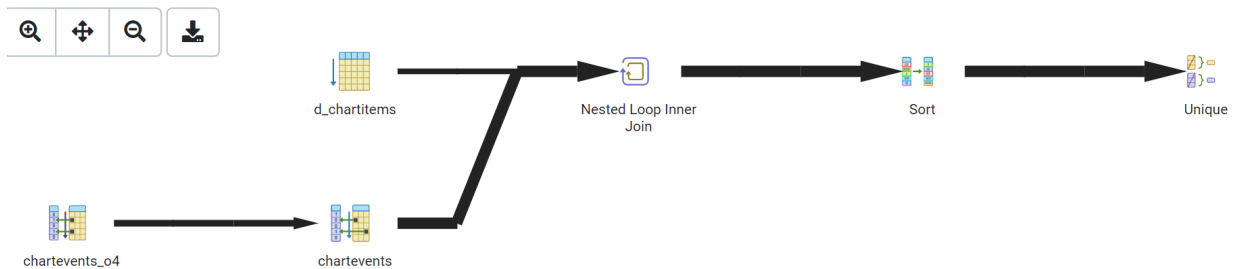 d_chartitems
Nested Loop Inner
Join
Sort
Unique
chartevents_o4
chartevents